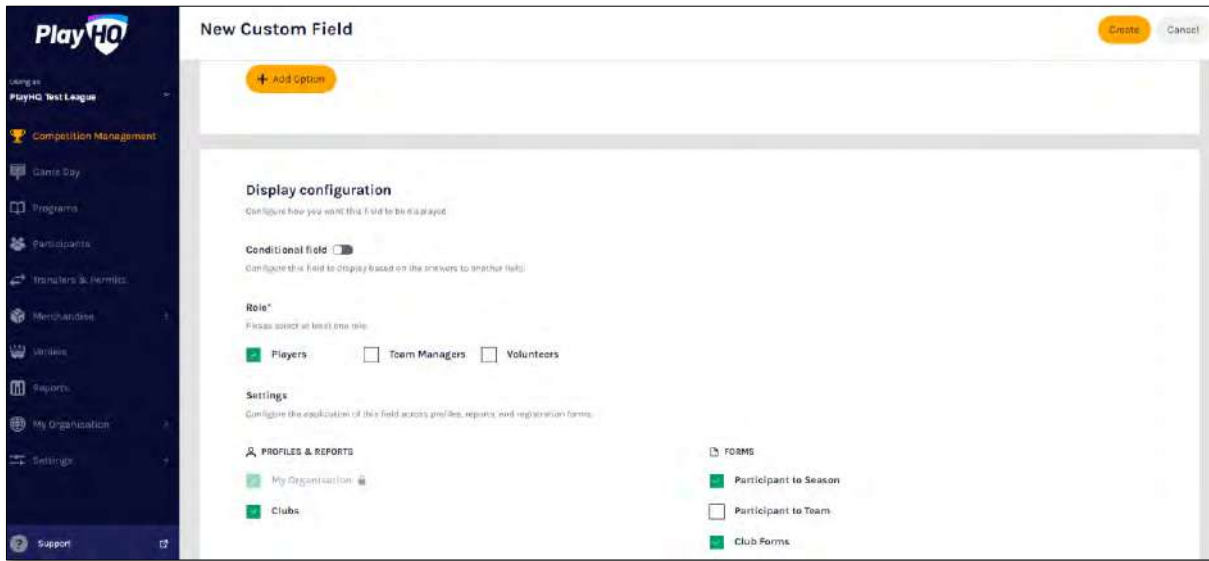 PlayHQ
New Custom Field
Create
Cancel
Using as
PlayHQ Test League
+ Add Option
Competition Management
Game Day
Programs
Participants
Transfers & Permits
Merchandise
Venues
Reports
My Organisation
Settings
Support
Display configuration
Configure how you want this field to be displayed
Conditional field
Configure this field to display based on the answers to another field.
Role*
Please select at least one role
Players
Team Managers
Volunteers
Settings
Configure the application of this field across profiles, reports, and registration forms.
PROFILES & REPORTS
FORMS
My Organisation
Participant to Season
Clubs
Participant to Team
Club Forms